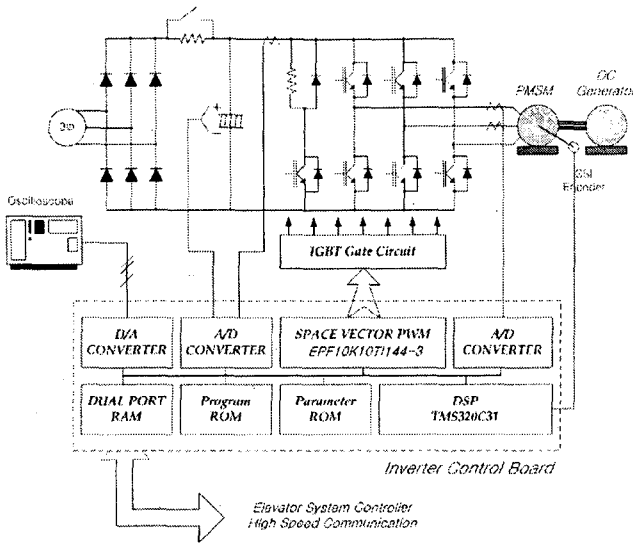 PMSM
DC
Generator
3Φ
Encoder
Oscilloscope
IGBT Gate Circuit
D/A
CONVERTER
A/D
CONVERTER
SPACE VECTOR PWM
EPF10K10TI144-3
A/D
CONVERTER
DUAL PORT
RAM
Program
ROM
Parameter
ROM
DSP
TMS320C31
Inverter Control Board
Elevator System Controller
High Speed Communication